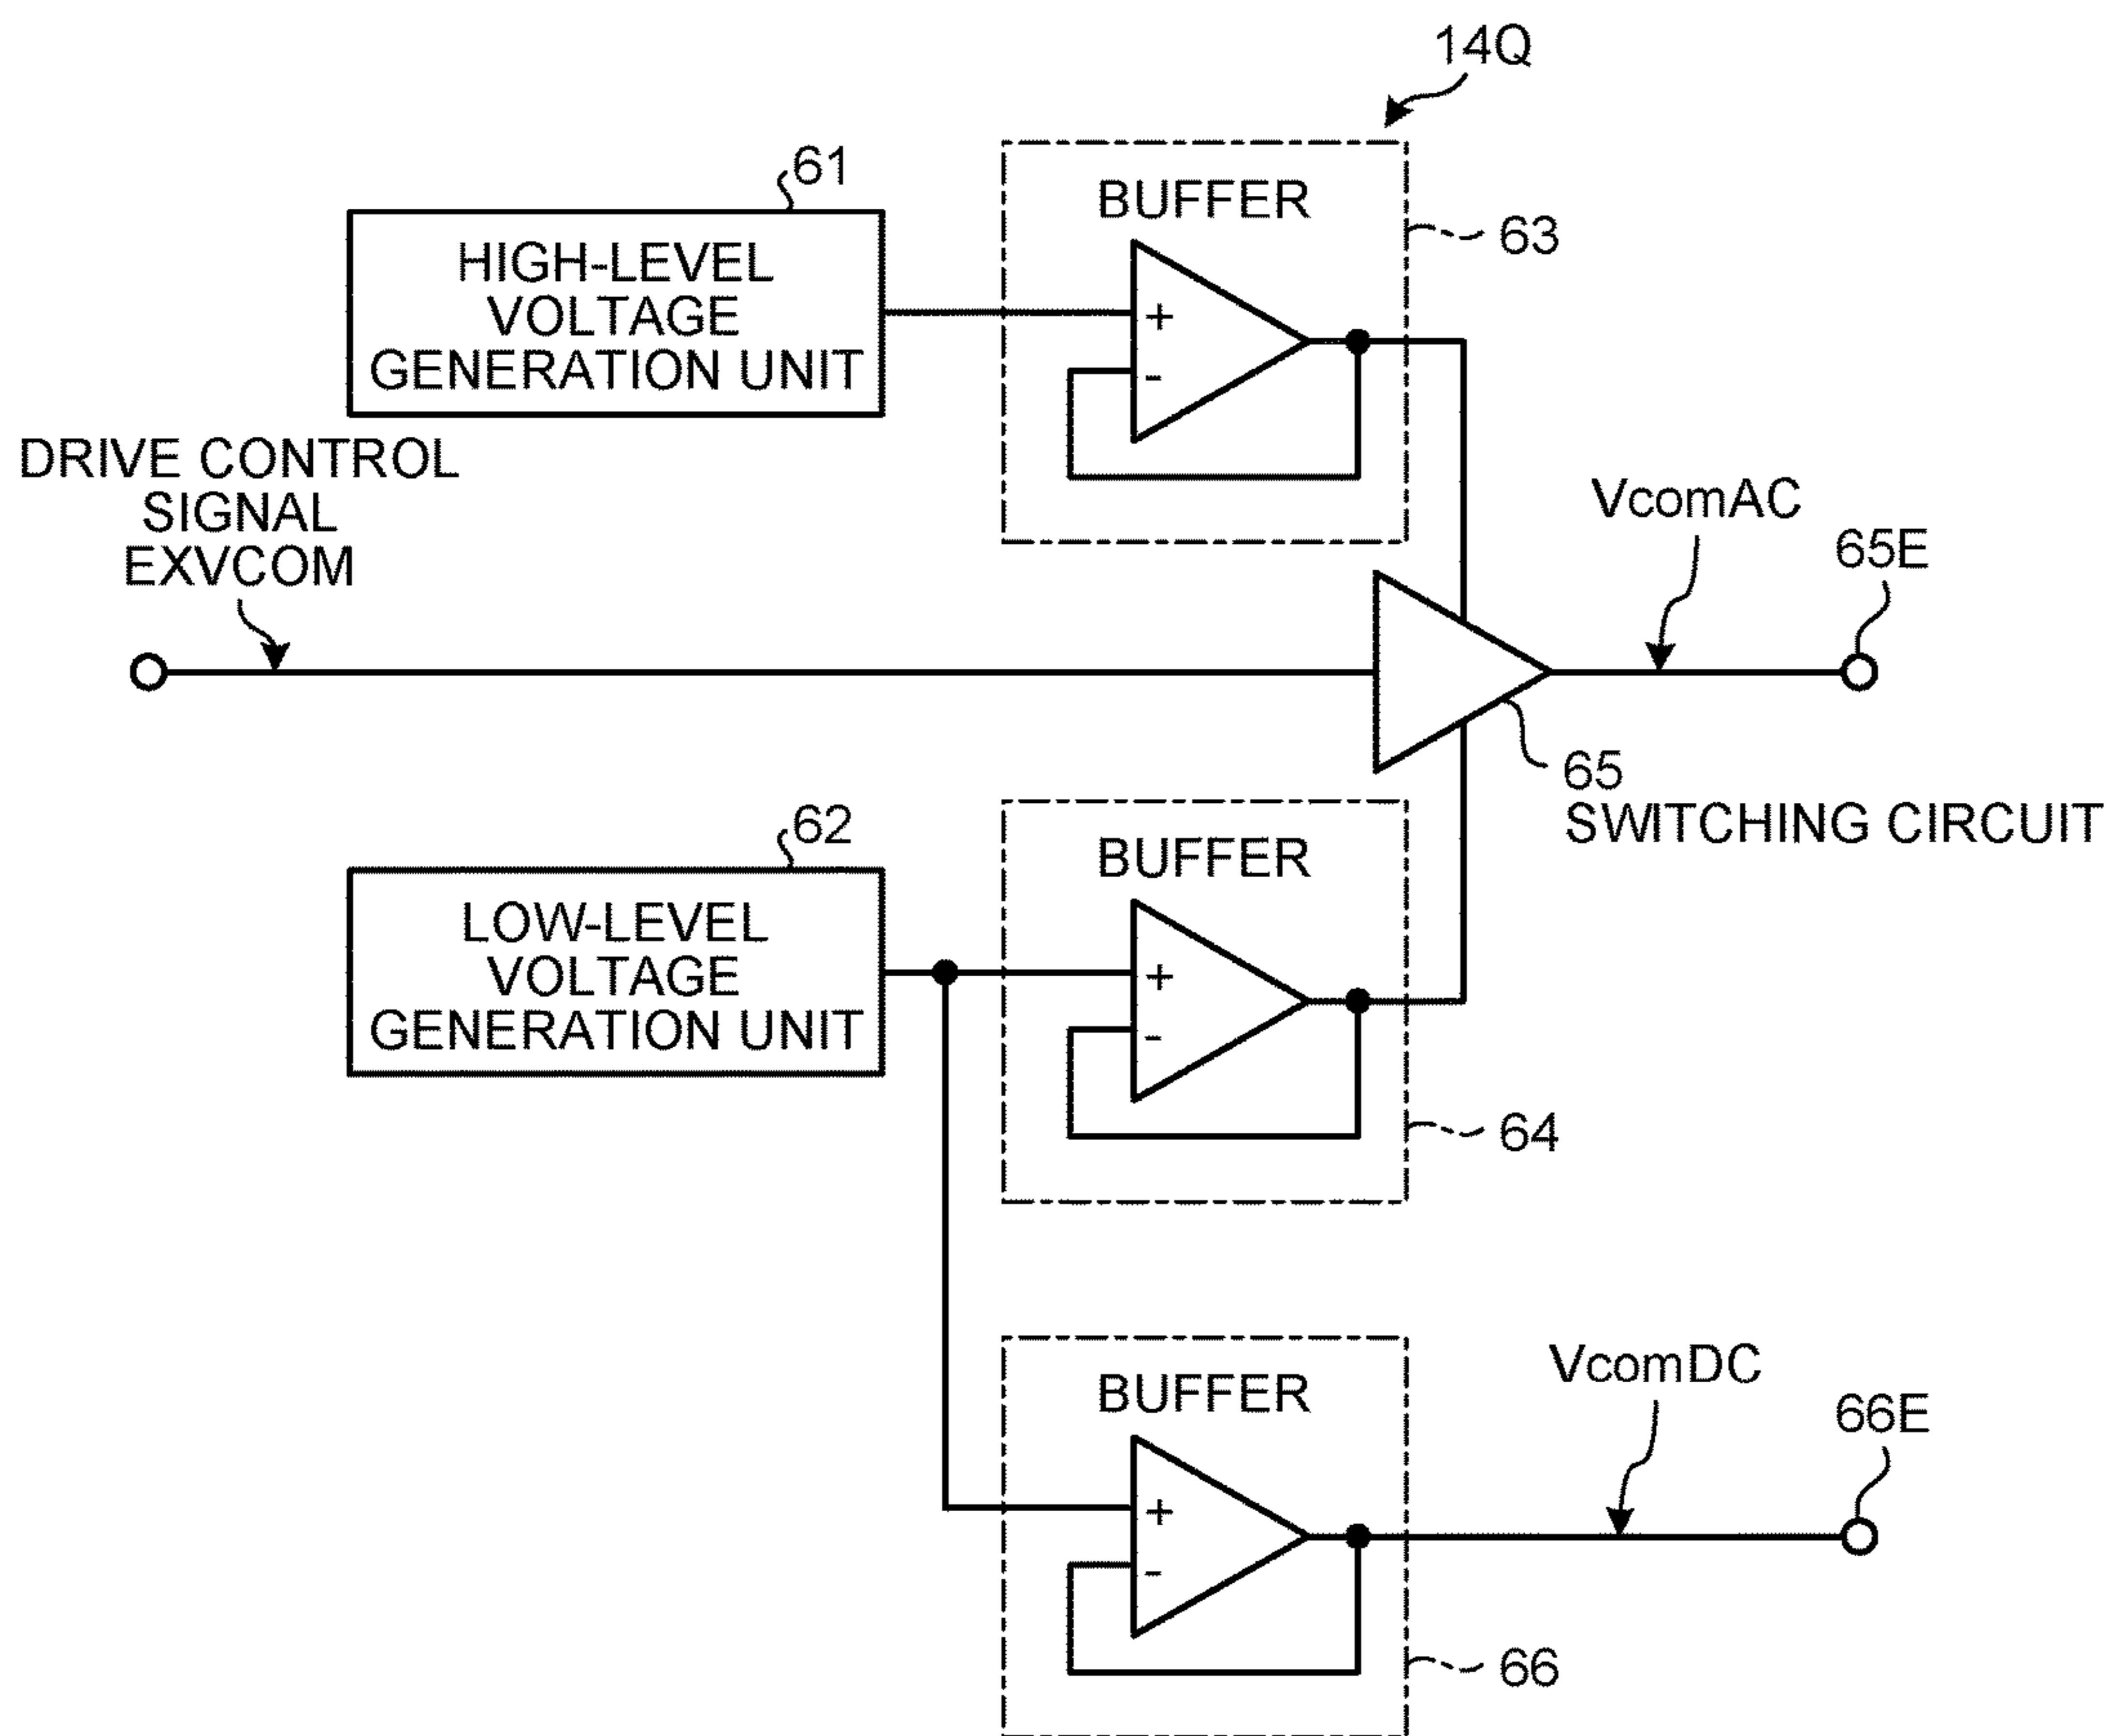 14Q
61
BUFFER
63
HIGH-LEVEL
VOLTAGE
GENERATION UNIT
+
-
DRIVE CONTROL
SIGNAL
EXVCOM
VcomAC
65E
65
SWITCHING CIRCUIT
62
BUFFER
LOW-LEVEL
VOLTAGE
GENERATION UNIT
+
-
64
BUFFER
VcomDC
66E
+
-
66